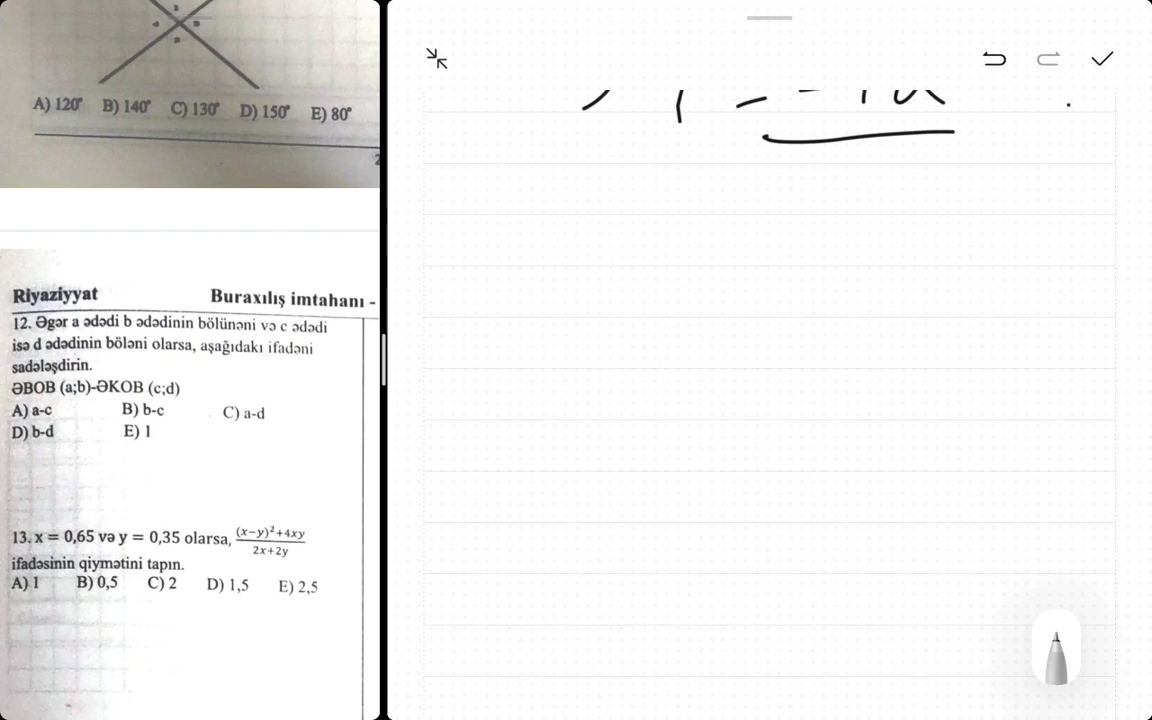 A) 120° B) 140° C) 130° D) 150° E) 80°
2
Riyaziyyat Buraxılış imtahanı -
12. Əgər a ədədi b ədədinin bölünəni və c ədədi
isə d ədədinin böləni olarsa, aşağıdakı ifadəni
sadələşdirin.
ƏBOB (a;b)-ƏKOB (c;d)
A) a-c B) b-c C) a-d
D) b-d E) 1
13. x = 0,65 və y = 0,35 olarsa, \frac{(x-y)^2+4xy}{2x+2y}
ifadəsinin qiymətini tapın.
A) 1 B) 0,5 C) 2 D) 1,5 E) 2,5